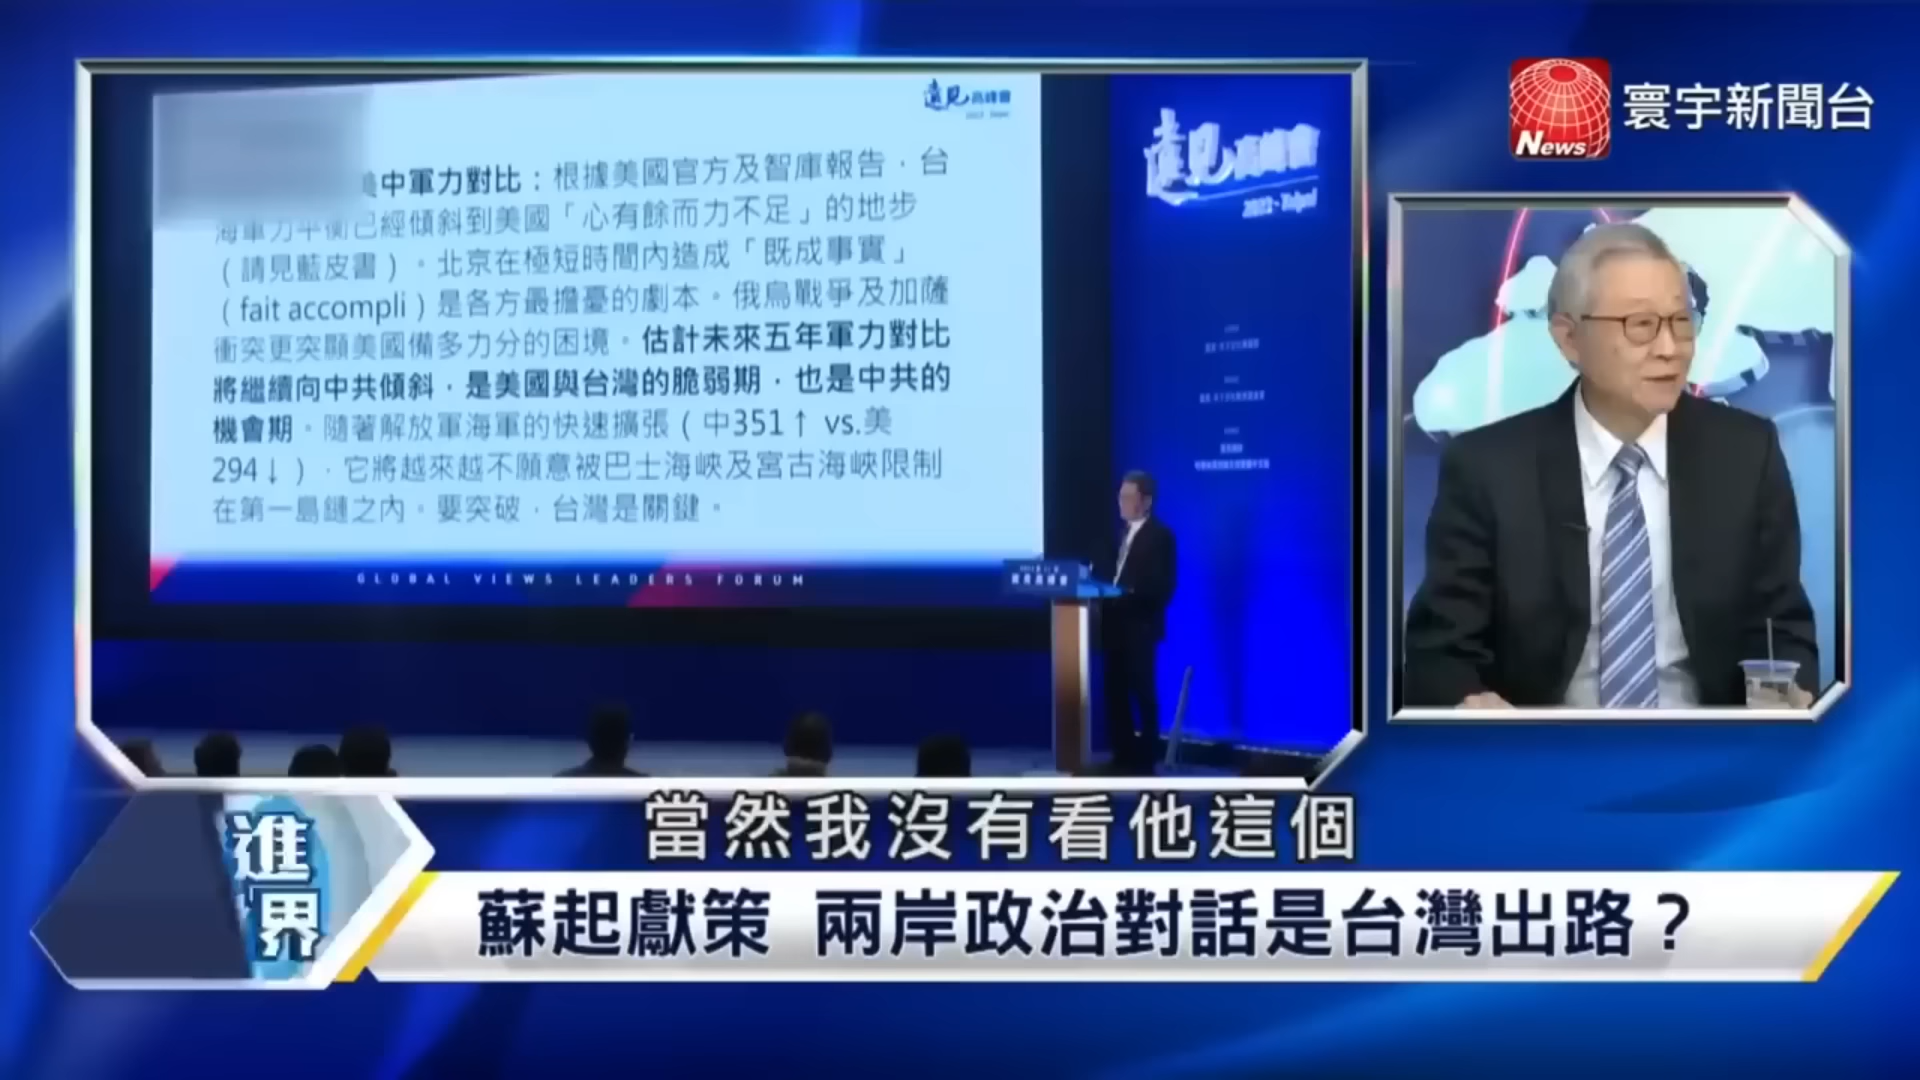 News
寰宇新聞台
遠見高峰會
中軍力對比：根據美國官方及智庫報告，台
海軍力平衡已經傾斜到美國「心有餘而力不足」的地步
（請見藍皮書）。北京在極短時間內造成「既成事實」
（fait accompli）是各方最擔憂的劇本。俄烏戰爭及加薩
衝突更突顯美國備多力分的困境。估計未來五年軍力對比
將繼續向中共傾斜，是美國與台灣的脆弱期，也是中共的
機會期。隨著解放軍海軍的快速擴張（中351↑ vs.美
294↓），它將越來越不願意被巴士海峽及宮古海峽限制
在第一島鏈之內。要突破，台灣是關鍵。
GLOBAL VIEWS LEADERS FORUM
遠見高峰會
當然我沒有看他這個
進
界
蘇起獻策 兩岸政治對話是台灣出路？